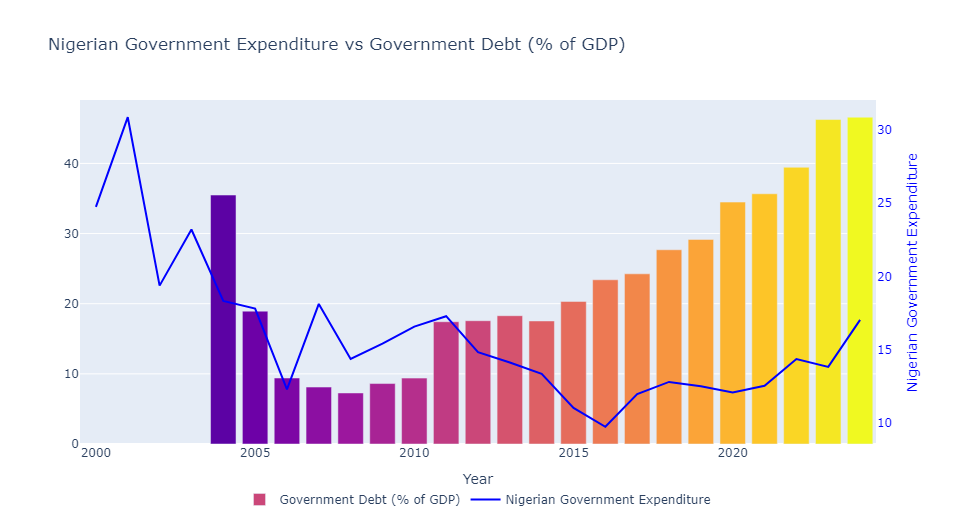 Nigerian Government Expenditure vs Government Debt (% of GDP)
40
30
20
10
0
30
25
20
15
10
Nigerian Government Expenditure
2000 2005 2010 2015 2020
Year
Government Debt (% of GDP) Nigerian Government Expenditure